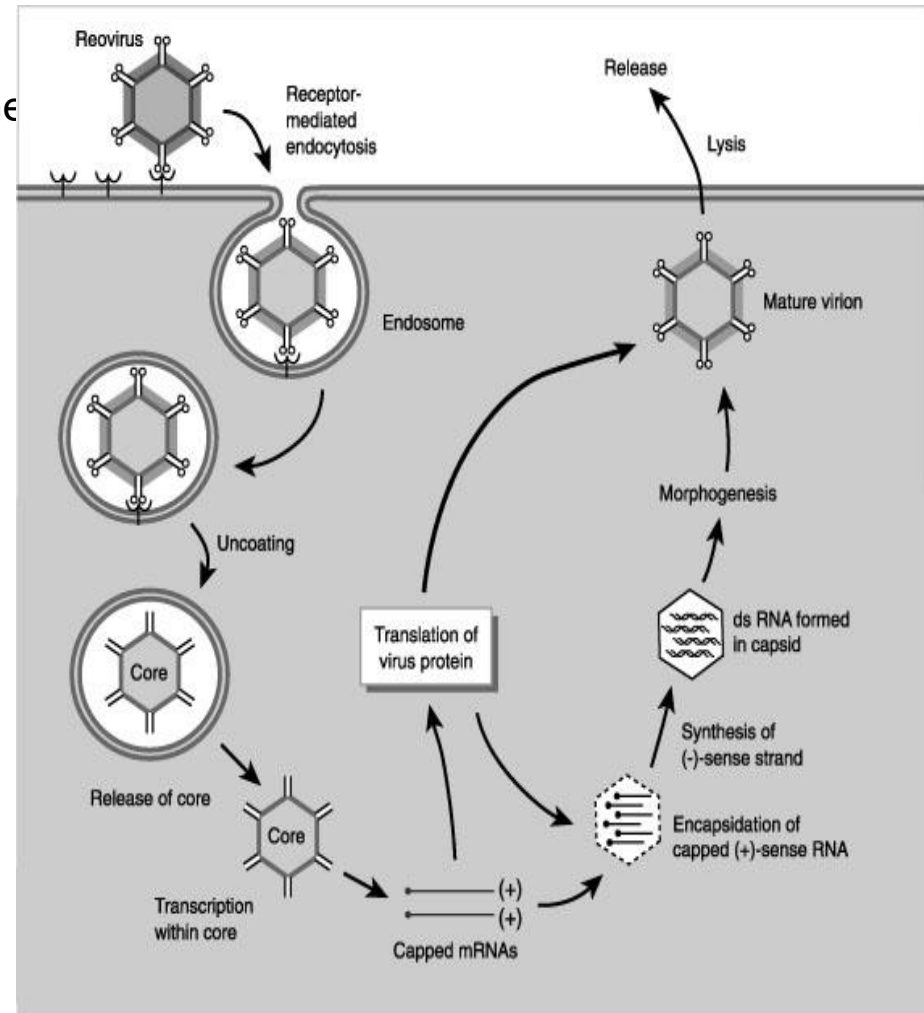 Reovirus
e
Receptor-
mediated
endocytosis
Release
Lysis
Endosome
Mature virion
Uncoating
Morphogenesis
Core
Translation of
virus protein
ds RNA formed
in capsid
Synthesis of
(-)-sense strand
Release of core
Core
Encapsidation of
capped (+)-sense RNA
Transcription
within core
(+)
(+)
Capped mRNAs